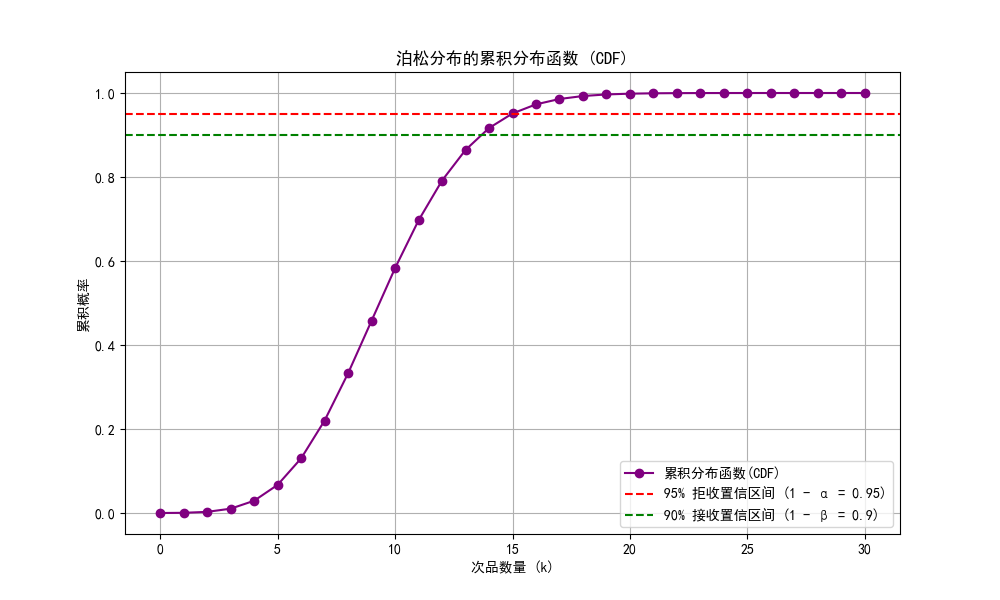 泊松分布的累积分布函数 (CDF)
累积概率
1.0
0.8
0.6
0.4
0.2
0.0
0 5 10 15 20 25 30
次品数量 (k)
累积分布函数(CDF)
95% 拒收置信区间 (1 - α = 0.95)
90% 接收置信区间 (1 - β = 0.9)